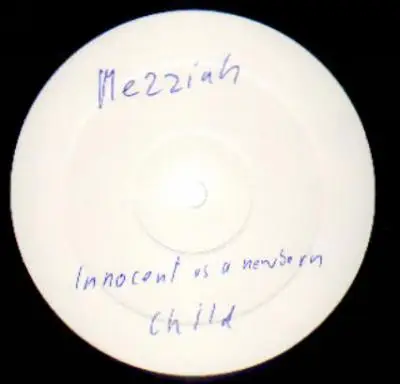 Mezziah
Innocent as a newborn
Child